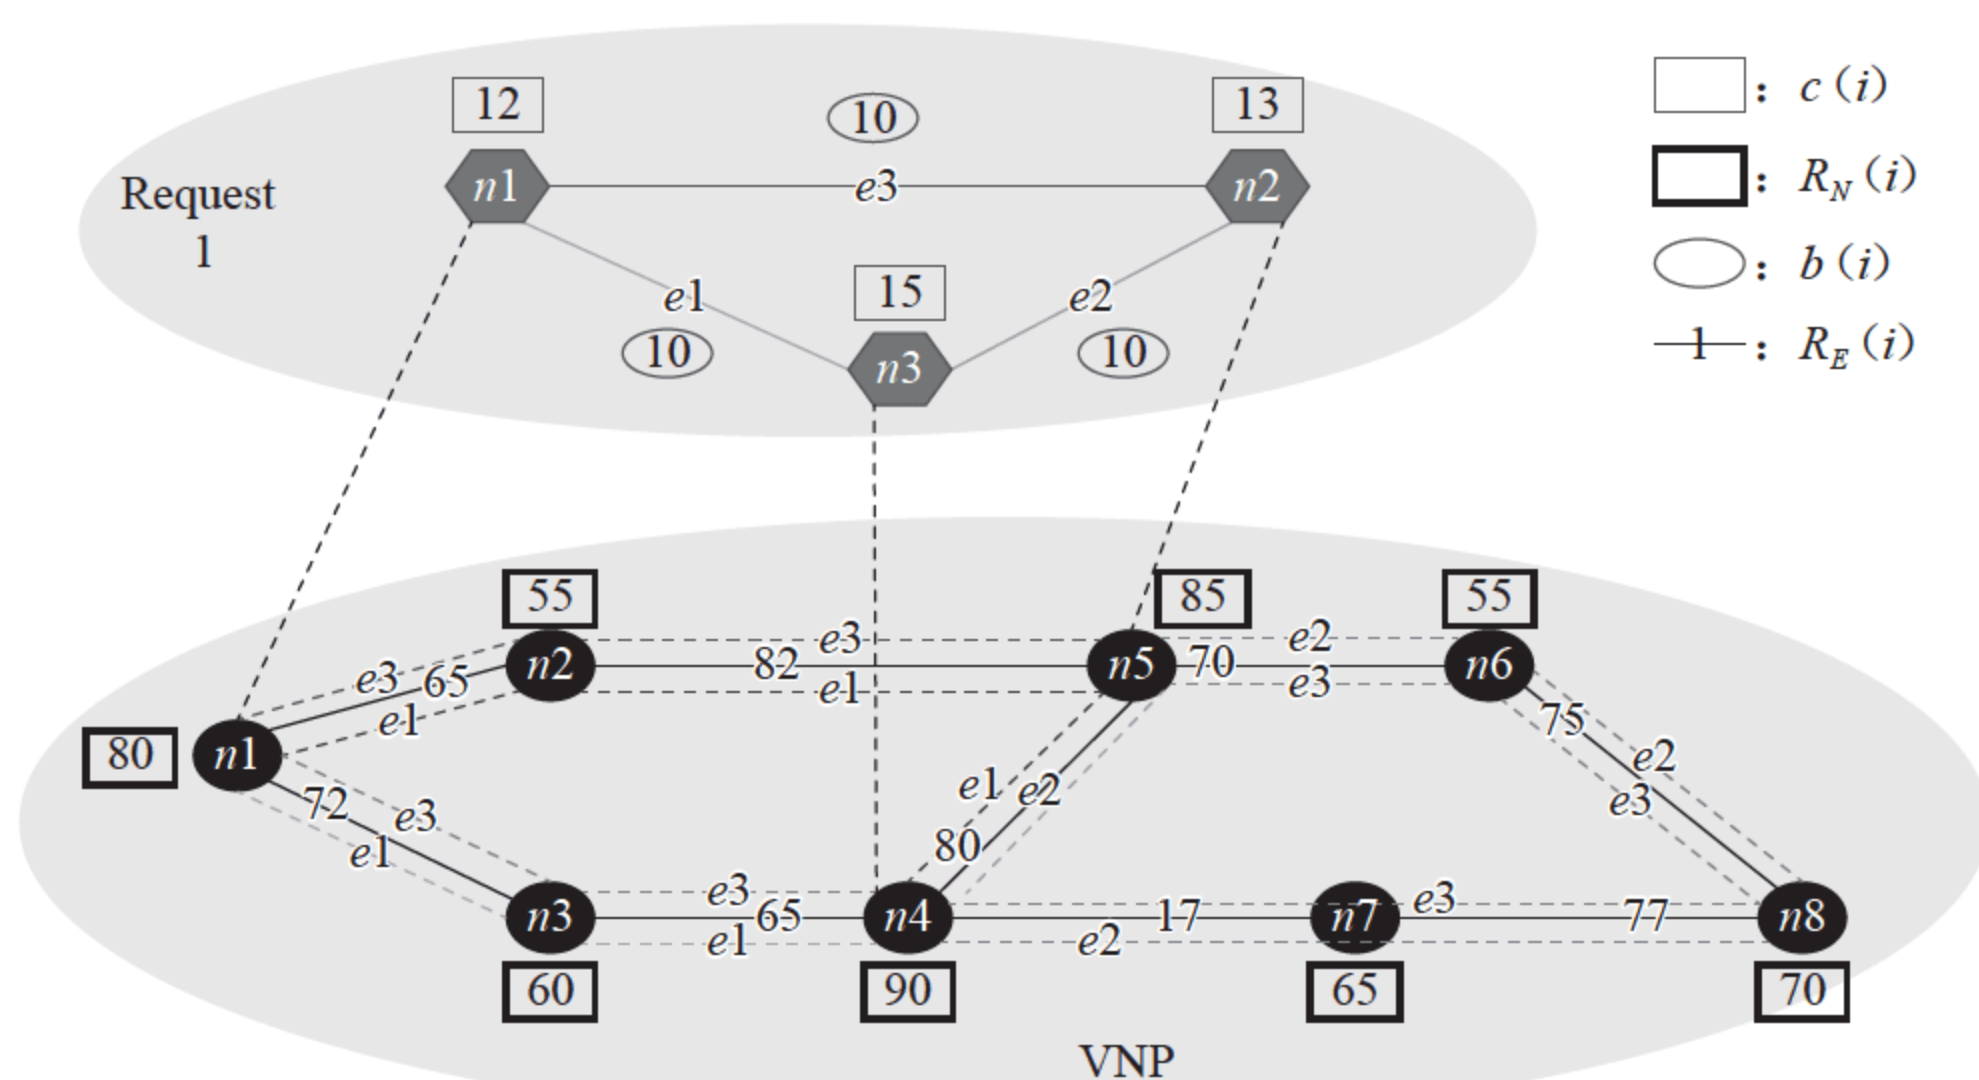 12
10
13
: c (i)
Request
1
n1
e3
n2
: R_N (i)
15
e1
e2
: b (i)
10
n3
10
1 : R_E (i)
55
85
55
e3
e2
n2
82
n5
70
n6
e3
65
e1
e3
e1
75
80
n1
e2
72
e3
e1
e2
e3
e1
80
e3
e3
n3
65
n4
17
n7
77
n8
e1
e2
60
90
65
70
VNP